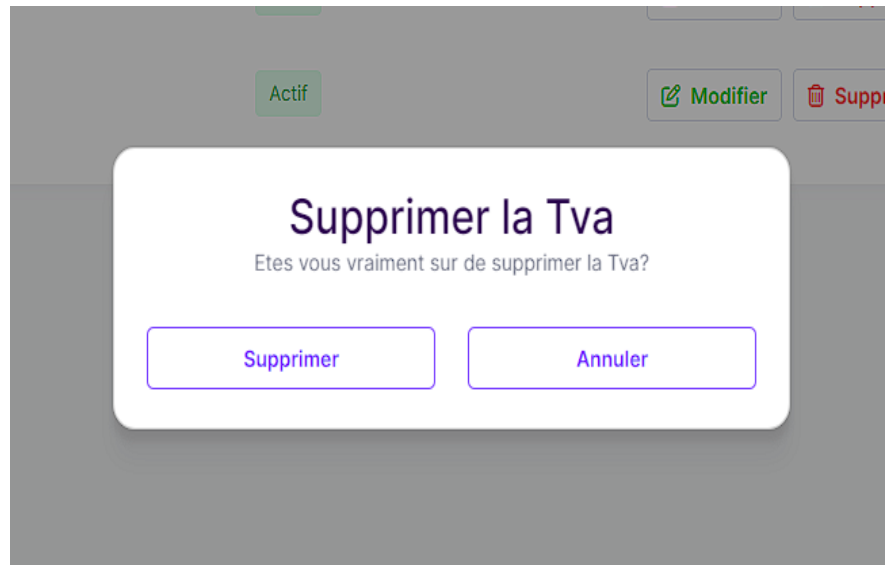 Actif
Modifier
Supprimer la Tva
Etes vous vraiment sur de supprimer la Tva?
Supprimer
Annuler